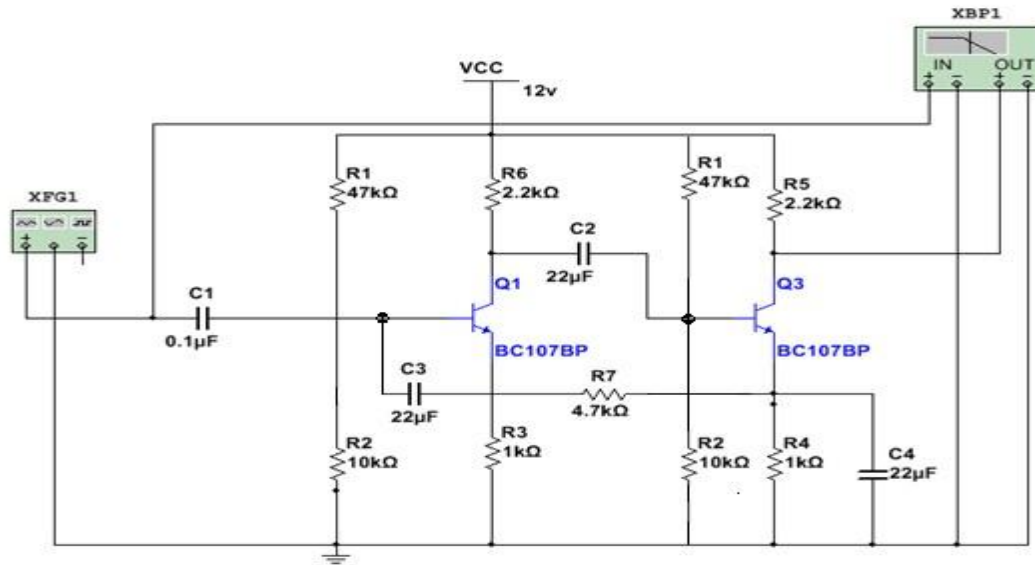 XBP1
IN OUT
+ − + −
VCC
12v
R1
47kΩ
R6
2.2kΩ
R1
47kΩ
R5
2.2kΩ
XFG1
+ −
C2
22µF
Q1
Q3
C1
0.1µF
BC107BP
BC107BP
C3
22µF
R7
4.7kΩ
R2
10kΩ
R3
1kΩ
R2
10kΩ
R4
1kΩ
C4
22µF